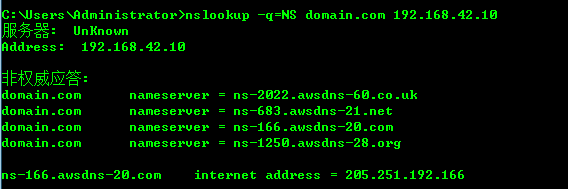 C:\Users\Administrator>nslookup -q=NS domain.com 192.168.42.10
服务器:  UnKnown
Address:  192.168.42.10
非权威应答:
domain.com      nameserver = ns-2022.awsdns-60.co.uk
domain.com      nameserver = ns-683.awsdns-21.net
domain.com      nameserver = ns-166.awsdns-20.com
domain.com      nameserver = ns-1250.awsdns-28.org
ns-166.awsdns-20.com    internet address = 205.251.192.166